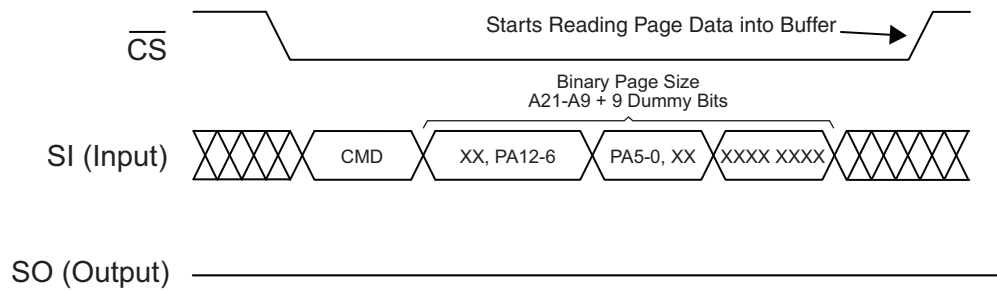 Starts Reading Page Data into Buffer
CS
Binary Page Size
A21-A9 + 9 Dummy Bits
SI (Input)
CMD
XX, PA12-6
PA5-0, XX
XXXX XXXX
SO (Output)